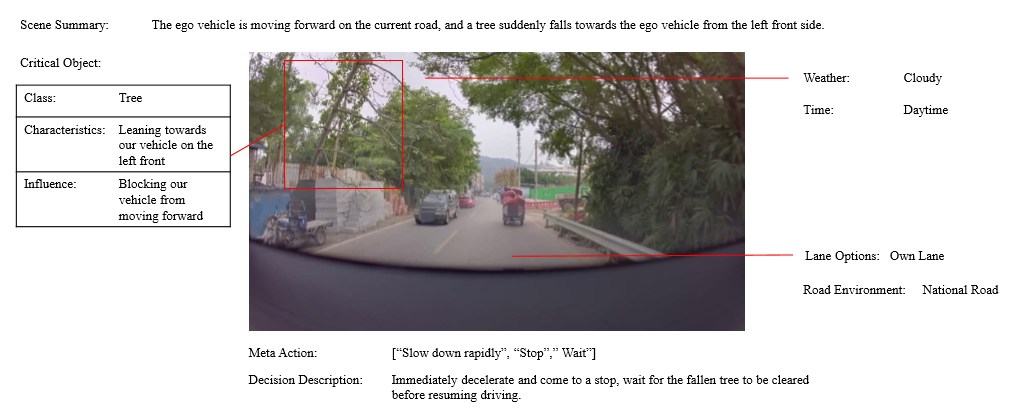 Scene Summary: The ego vehicle is moving forward on the current road, and a tree suddenly falls towards the ego vehicle from the left front side.
Critical Object:
Class: Tree
Characteristics: Leaning towards
our vehicle on the
left front
Influence: Blocking our
vehicle from
moving forward
Weather: Cloudy
Time: Daytime
Lane Options: Own Lane
Road Environment: National Road
Meta Action: [“Slow down rapidly”, “Stop”,” Wait”]
Decision Description: Immediately decelerate and come to a stop, wait for the fallen tree to be cleared
before resuming driving.